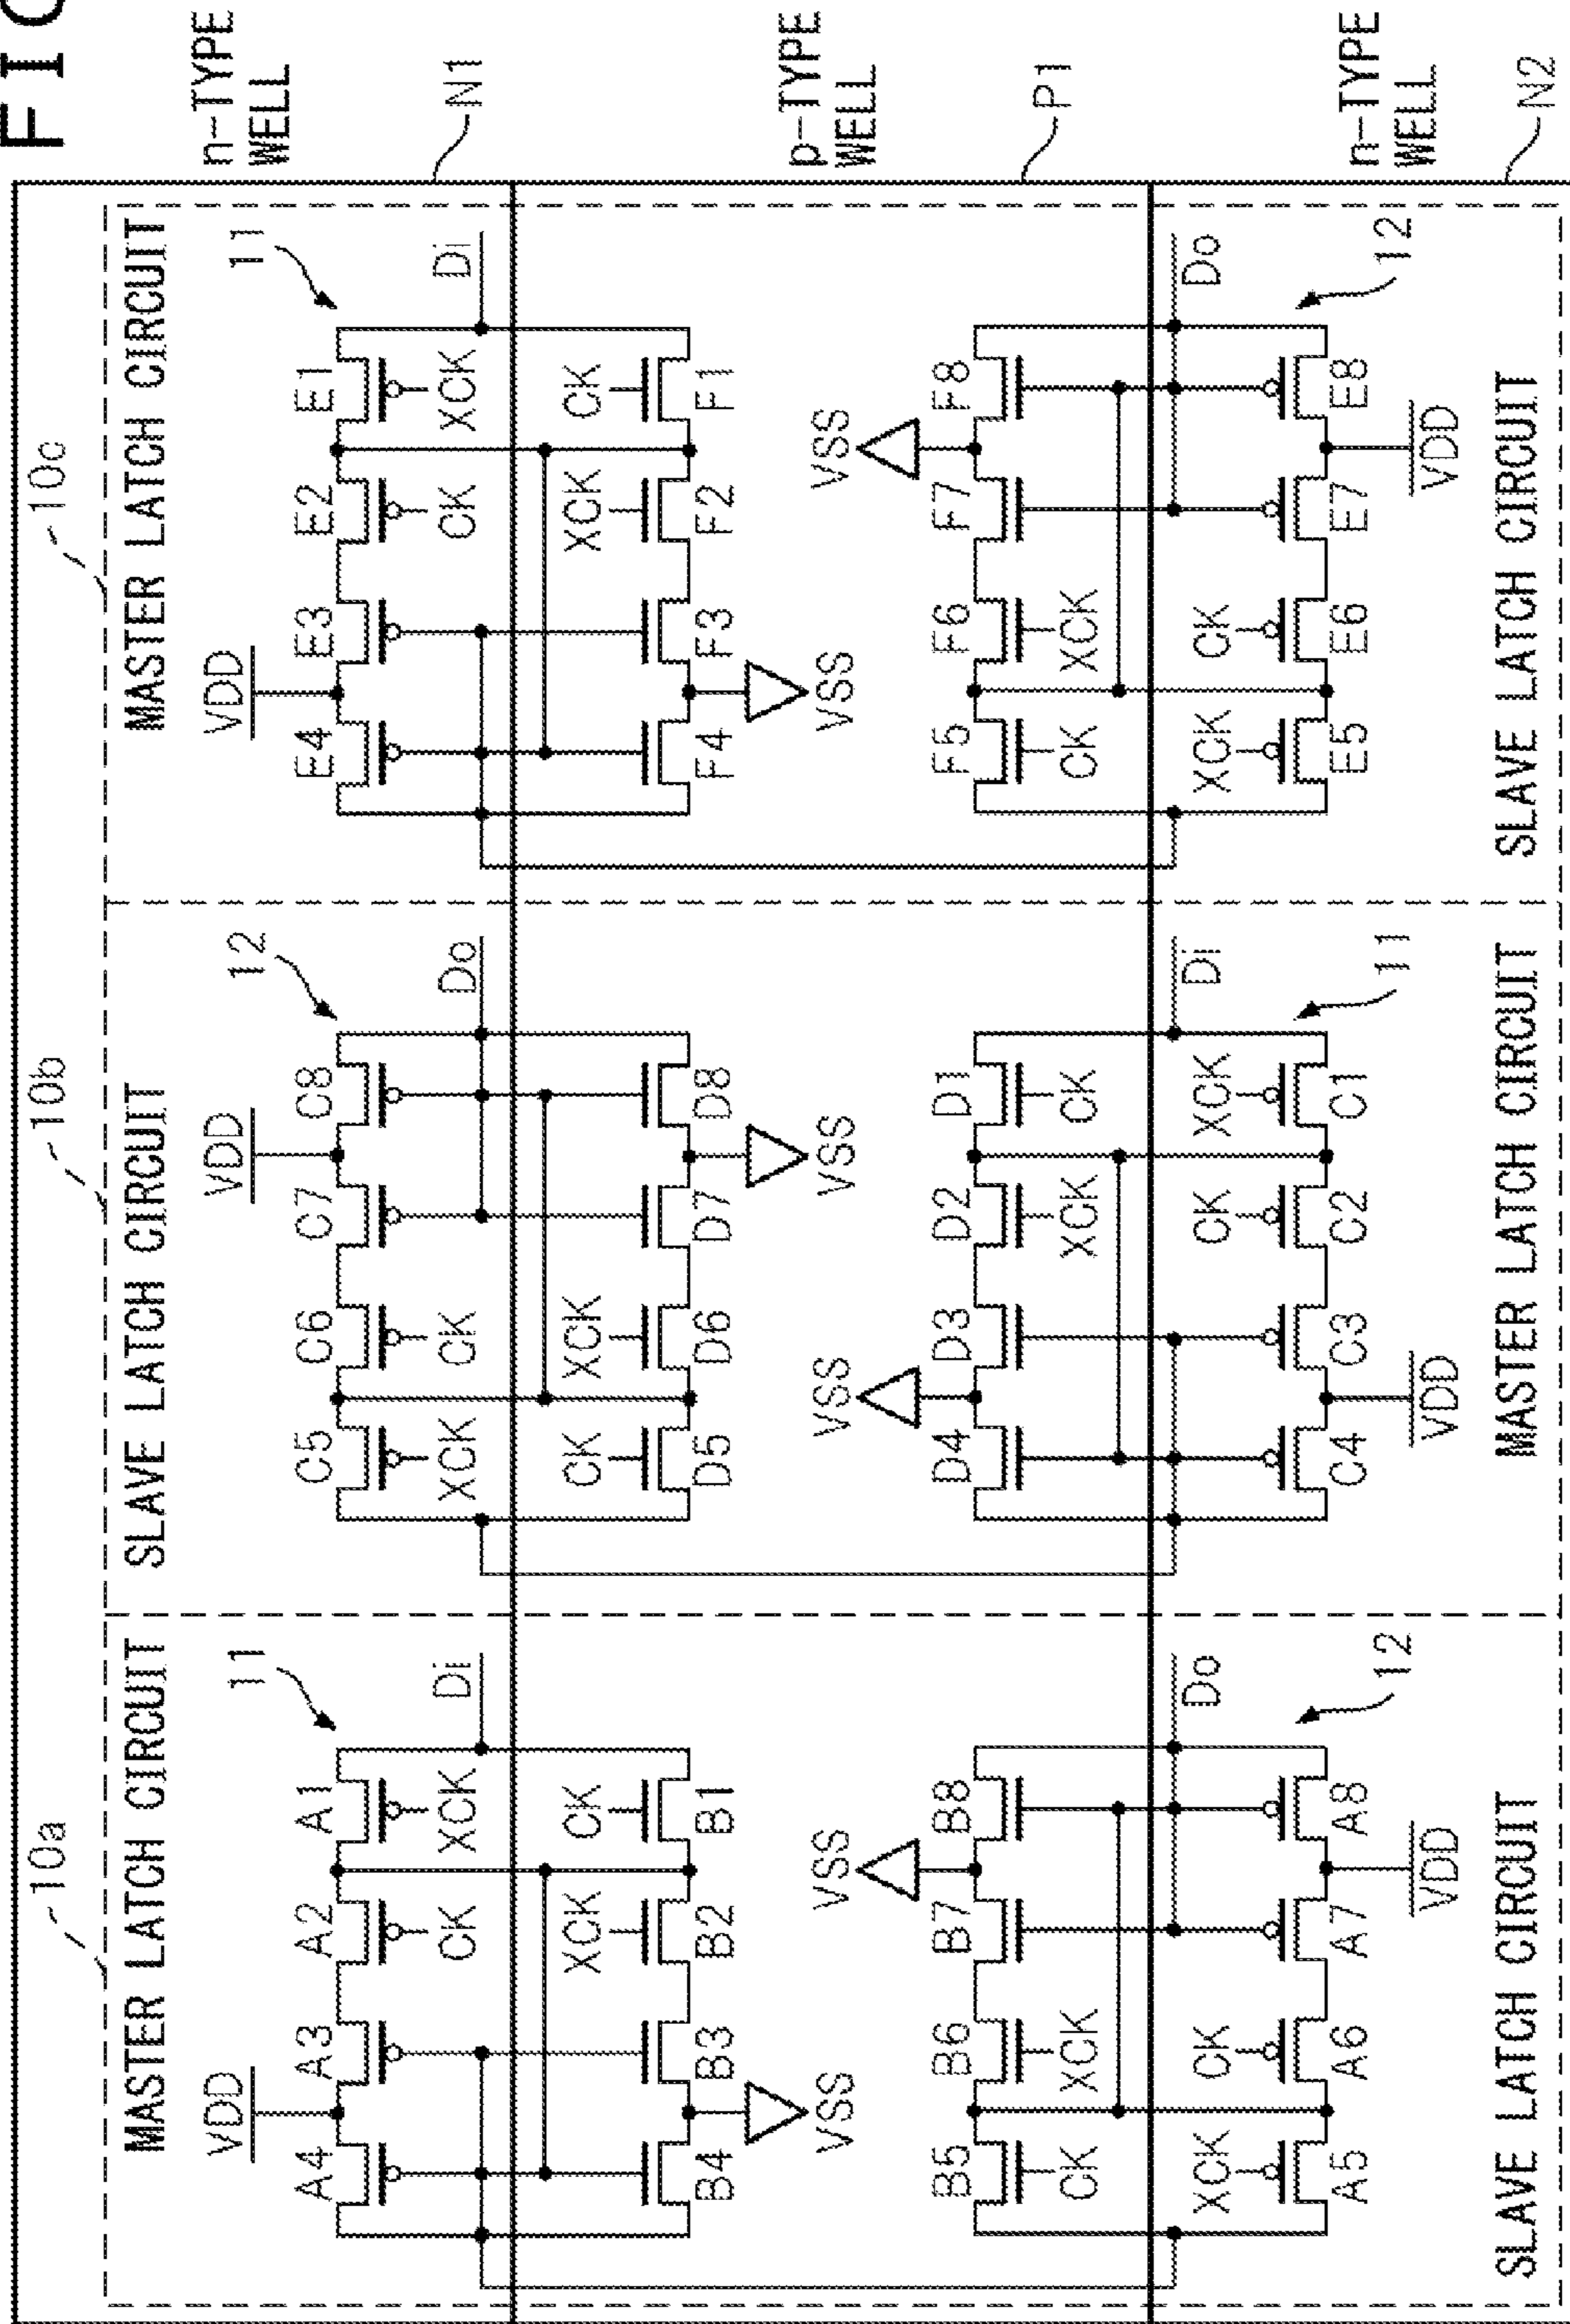 FI
10a 10b 10c
MASTER LATCH CIRCUIT SLAVE LATCH CIRCUIT MASTER LATCH CIRCUIT
n-TYPE
WELL
VDD 11 VDD 12 VDD 11
A4 A3 A2 A1 C5 C6 C7 C8 E4 E3 E2 E1
CK XCK Di XCK CK Do CK XCK Di N1
XCK CK CK XCK XCK CK
B4 B3 B2 B1 D5 D6 D7 D8 F4 F3 F2 F1
VSS VSS VSS
p-TYPE
WELL
VSS VSS VSS
B5 B6 B7 B8 D4 D3 D2 D1 F5 F6 F7 F8
CK XCK XCK CK CK XCK P1
XCK CK Do CK XCK Di XCK CK Do
A5 A6 A7 A8 C4 C3 C2 C1 E5 E6 E7 E8
12 11 12
VDD VDD VDD
n-TYPE
WELL
SLAVE LATCH CIRCUIT MASTER LATCH CIRCUIT SLAVE LATCH CIRCUIT
N2